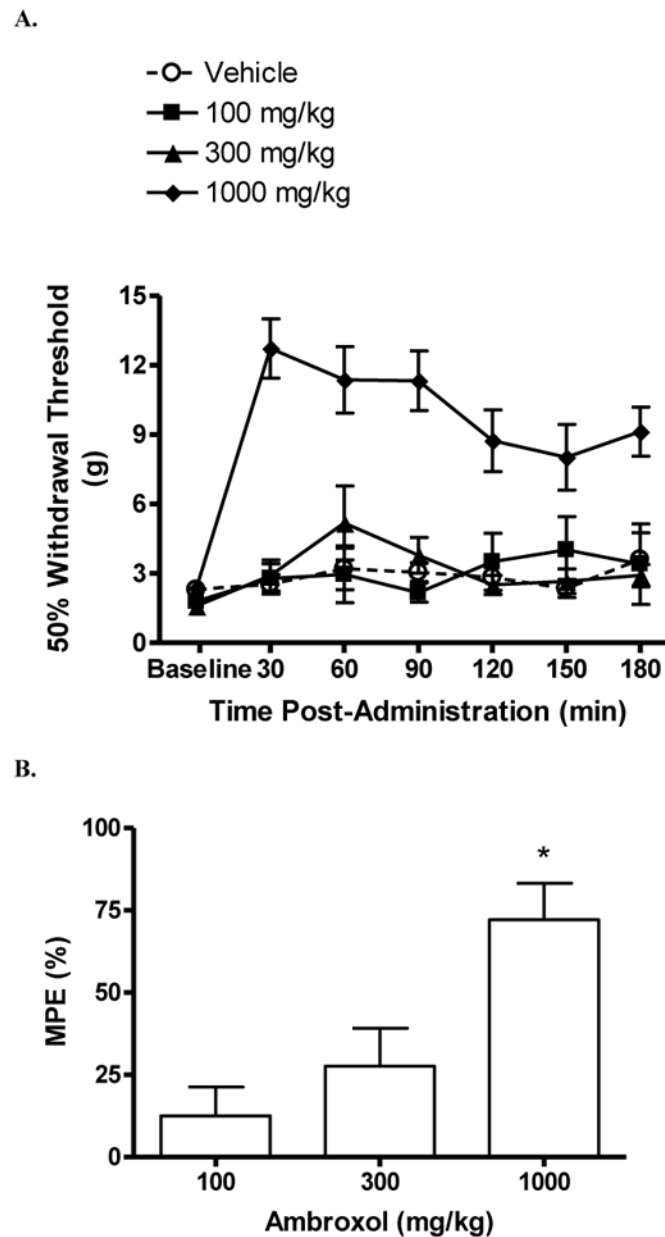 A.
Vehicle
100 mg/kg
300 mg/kg
1000 mg/kg
50% Withdrawal Threshold
(g)
15
12
9
6
3
0
Baseline 30 60 90 120 150 180
Time Post-Administration (min)
B.
MPE (%)
100
75
50
25
0
*
100 300 1000
Ambroxol (mg/kg)